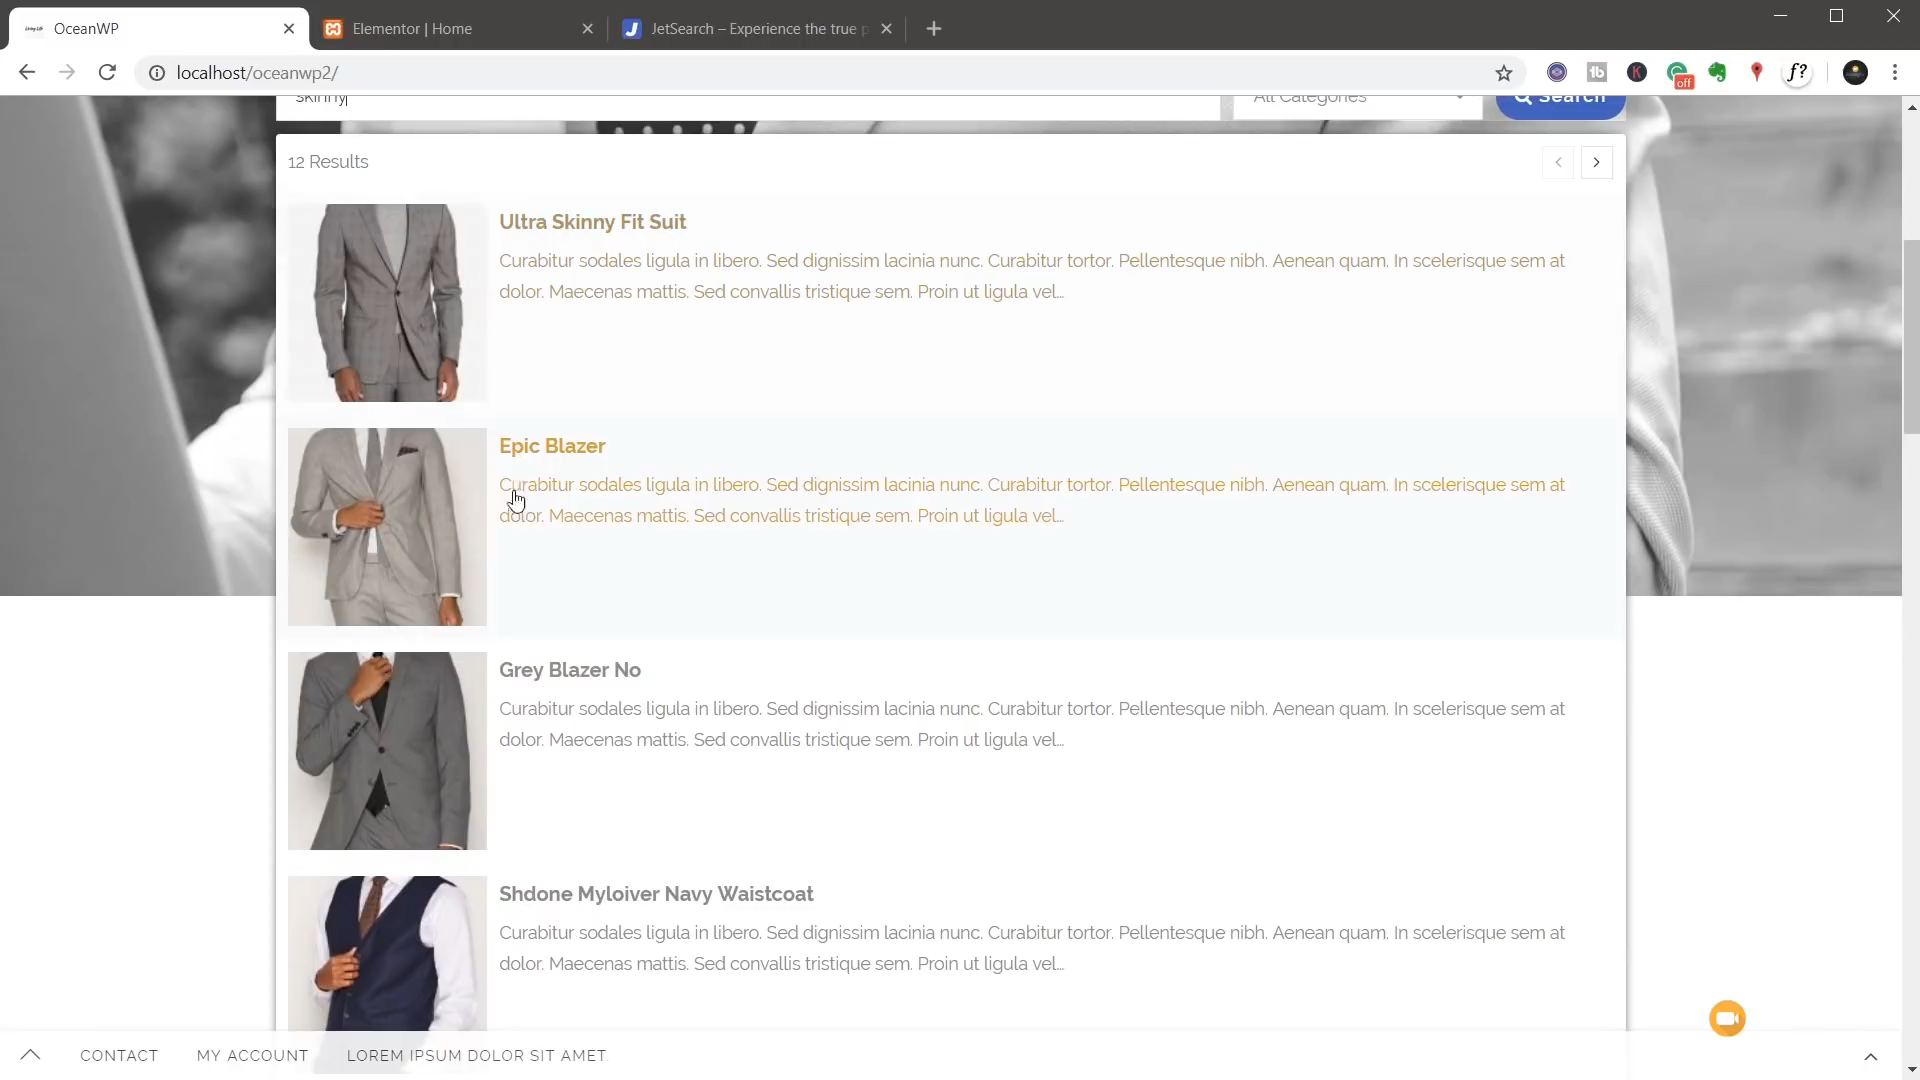 OceanWP
Elementor | Home
JetSearch – Experience the true p
localhost/oceanwp2/
off
f?
skinny
All Categories
Search
12 Results
Ultra Skinny Fit Suit
Curabitur sodales ligula in libero. Sed dignissim lacinia nunc. Curabitur tortor. Pellentesque nibh. Aenean quam. In scelerisque sem at
dolor. Maecenas mattis. Sed convallis tristique sem. Proin ut ligula vel...
Epic Blazer
Curabitur sodales ligula in libero. Sed dignissim lacinia nunc. Curabitur tortor. Pellentesque nibh. Aenean quam. In scelerisque sem at
dolor. Maecenas mattis. Sed convallis tristique sem. Proin ut ligula vel...
Grey Blazer No
Curabitur sodales ligula in libero. Sed dignissim lacinia nunc. Curabitur tortor. Pellentesque nibh. Aenean quam. In scelerisque sem at
dolor. Maecenas mattis. Sed convallis tristique sem. Proin ut ligula vel...
Shdone Myloiver Navy Waistcoat
Curabitur sodales ligula in libero. Sed dignissim lacinia nunc. Curabitur tortor. Pellentesque nibh. Aenean quam. In scelerisque sem at
dolor. Maecenas mattis. Sed convallis tristique sem. Proin ut ligula vel...
CONTACT
MY ACCOUNT
LOREM IPSUM DOLOR SIT AMET.